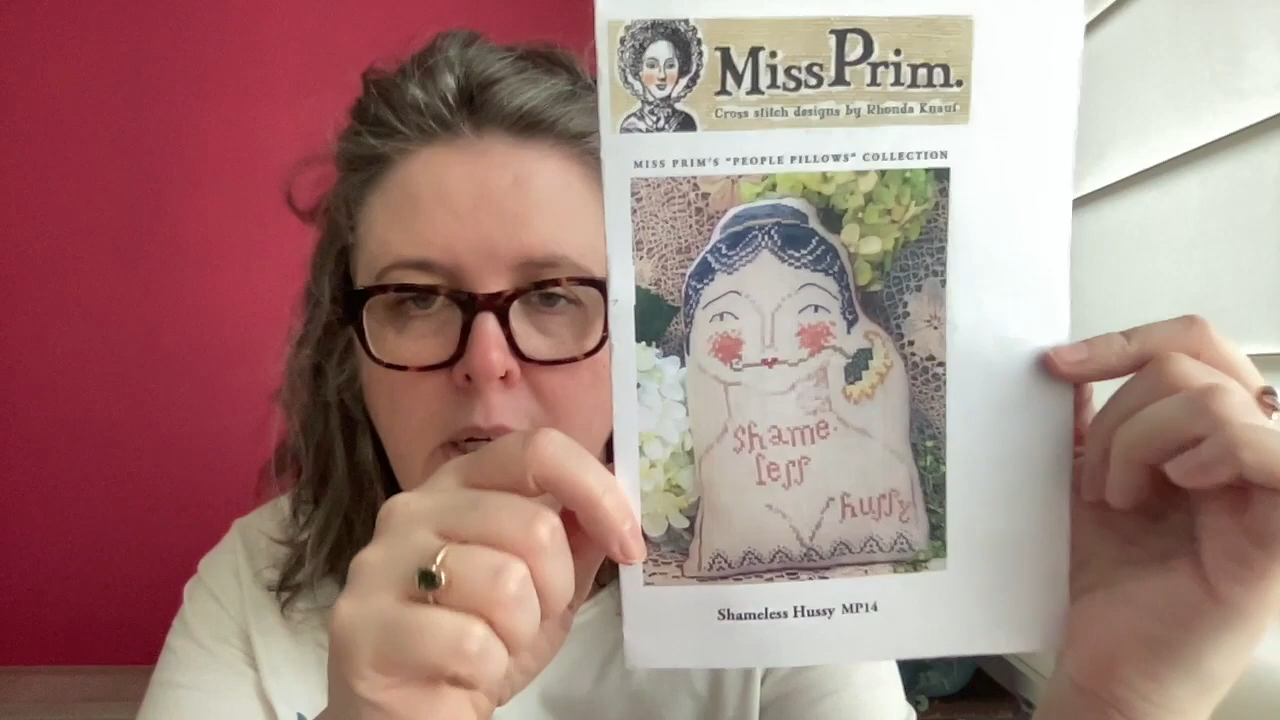 Miss Prim.
Cross stitch designs by Rhonda Knauf
MISS PRIM'S "PEOPLE PILLOWS" COLLECTION
shame.
leſſ
huſſy
Shameless Hussy MP14